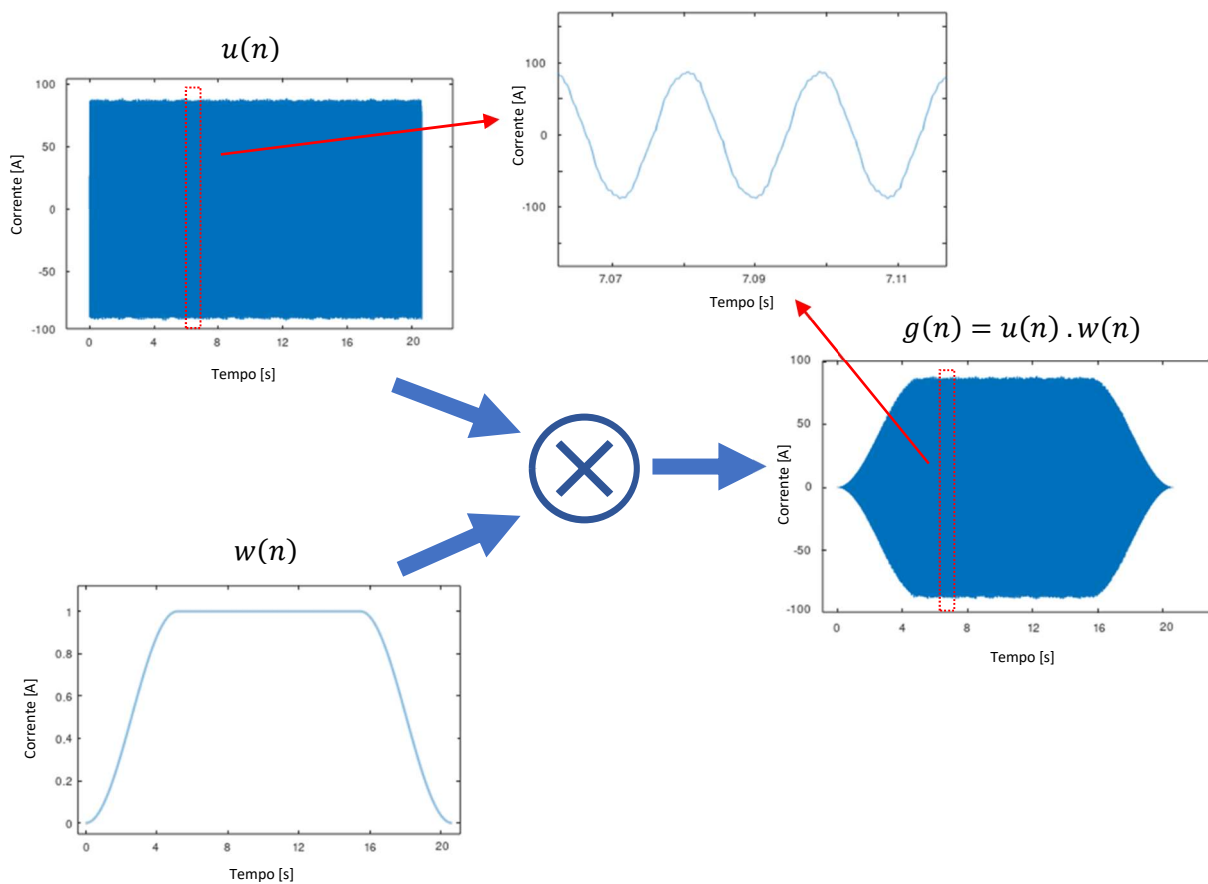 u(n)
100
50
0
-50
-100
0 4 8 12 16 20
Corrente [A]
Tempo [s]
100
0
-100
7.07 7.09 7.11
Corrente [A]
Tempo [s]
w(n)
1
0.8
0.6
0.4
0.2
0
0 4 8 12 16 20
Corrente [A]
Tempo [s]
g(n) = u(n) .w(n)
100
50
0
-50
-100
0 4 8 12 16 20
Corrente [A]
Tempo [s]